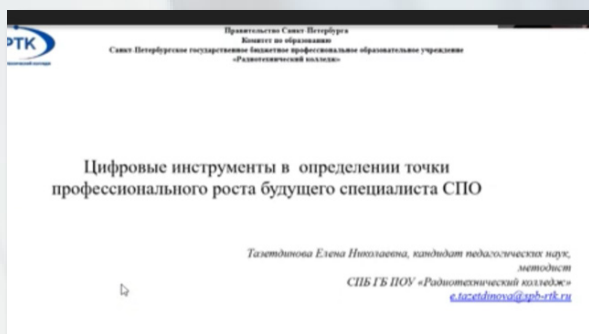 РТК
Правительство Санкт-Петербурга
Комитет по образованию
Санкт-Петербургское государственное бюджетное профессиональное образовательное учреждение
«Радиотехнический колледж»
Цифровые инструменты в определении точки
профессионального роста будущего специалиста СПО
Тазетдинова Елена Николаевна, кандидат педагогических наук,
методист
СПБ ГБ ПОУ «Радиотехнический колледж»
e.tazetdinova@spb-rtk.ru